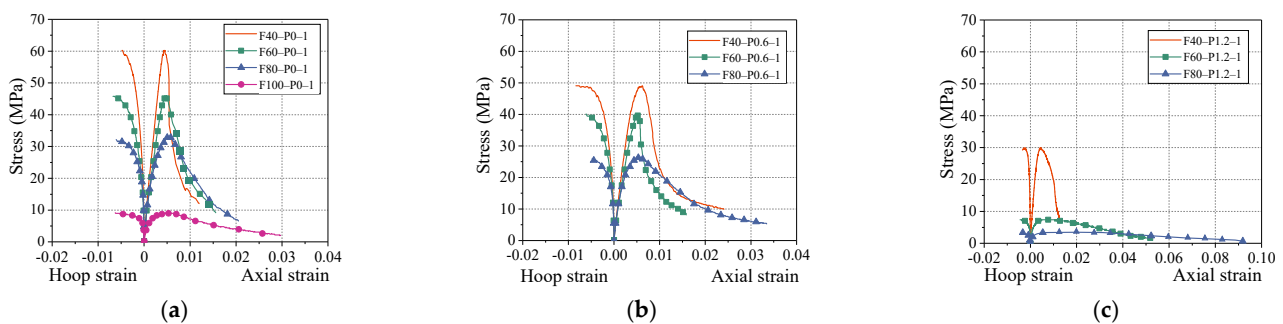 70
60
50
40
30
20
10
0
Stress (MPa)
F40–P0–1
F60–P0–1
F80–P0–1
F100–P0–1
-0.02 -0.01 0 0.01 0.02 0.03
Hoop strain Axial strain
(a)
70
60
50
40
30
20
10
0
Stress (MPa)
F40–P0.6–1
F60–P0.6–1
F80–P0.6–1
-0.02 -0.01 0.00 0.01 0.02 0.03 0.04
Hoop strain Axial strain
(b)
70
60
50
40
30
20
10
0
Stress (MPa)
F40–P1.2–1
F60–P1.2–1
F80–P1.2–1
-0.02 0.00 0.02 0.04 0.06 0.08 0.10
Hoop strain Axial strain
(c)